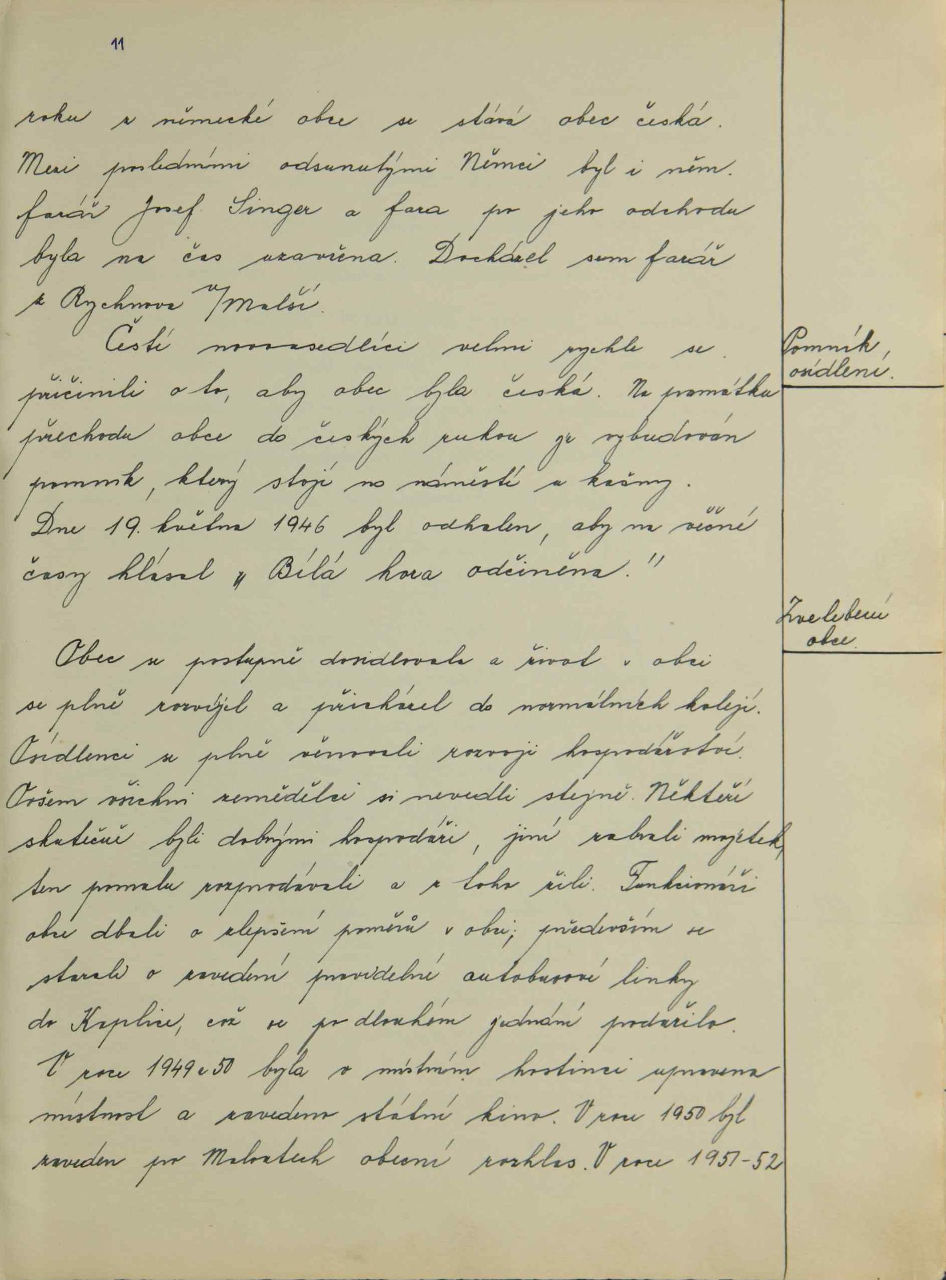 11
roku z německé obce se stává obec česká.
Mezi posledními odsunutými Němci byl i něm.
farář Josef Singer a fara po jeho odchodu
byla na čas uzavřena. Docházel sem farář
z Rychnova n/Malší.
Čeští novousedlíci velmi rychle se
přičinili o to, aby obec byla česká. Na památku
přechodu obce do českých rukou je vybudován
pomník, který stojí na náměstí u kašny.
Dne 19. května 1946 byl odhalen, aby na věčné
časy hlásal „Bílá hora odčiněna."
Pomník
osídlení.
Zvelebení
obce.
Obec se postupně dosídlovala a život v obci
se plně rozvíjel a přicházel do normálních kolejí.
Osídlenci se plně věnovali rozvoji hospodářství.
Ovšem všichni zemědělci si nevedli stejně. Někteří
skutečně byli dobrými hospodáři, jiní zabrali majetek,
ten pomalu rozprodávali a z toho žili. Funkcionáři
obce dbali o zlepšení poměrů v obci; především se
starali o zavedení pravidelné autobusové linky
do Kaplice, což se po dlouhém jednání podařilo.
V roce 1949 a 50 byla v místním hostinci upravena
místnost a zavedeno státní kino. V roce 1950 byl
zaveden po Malontech obecní rozhlas. V roce 1951-52